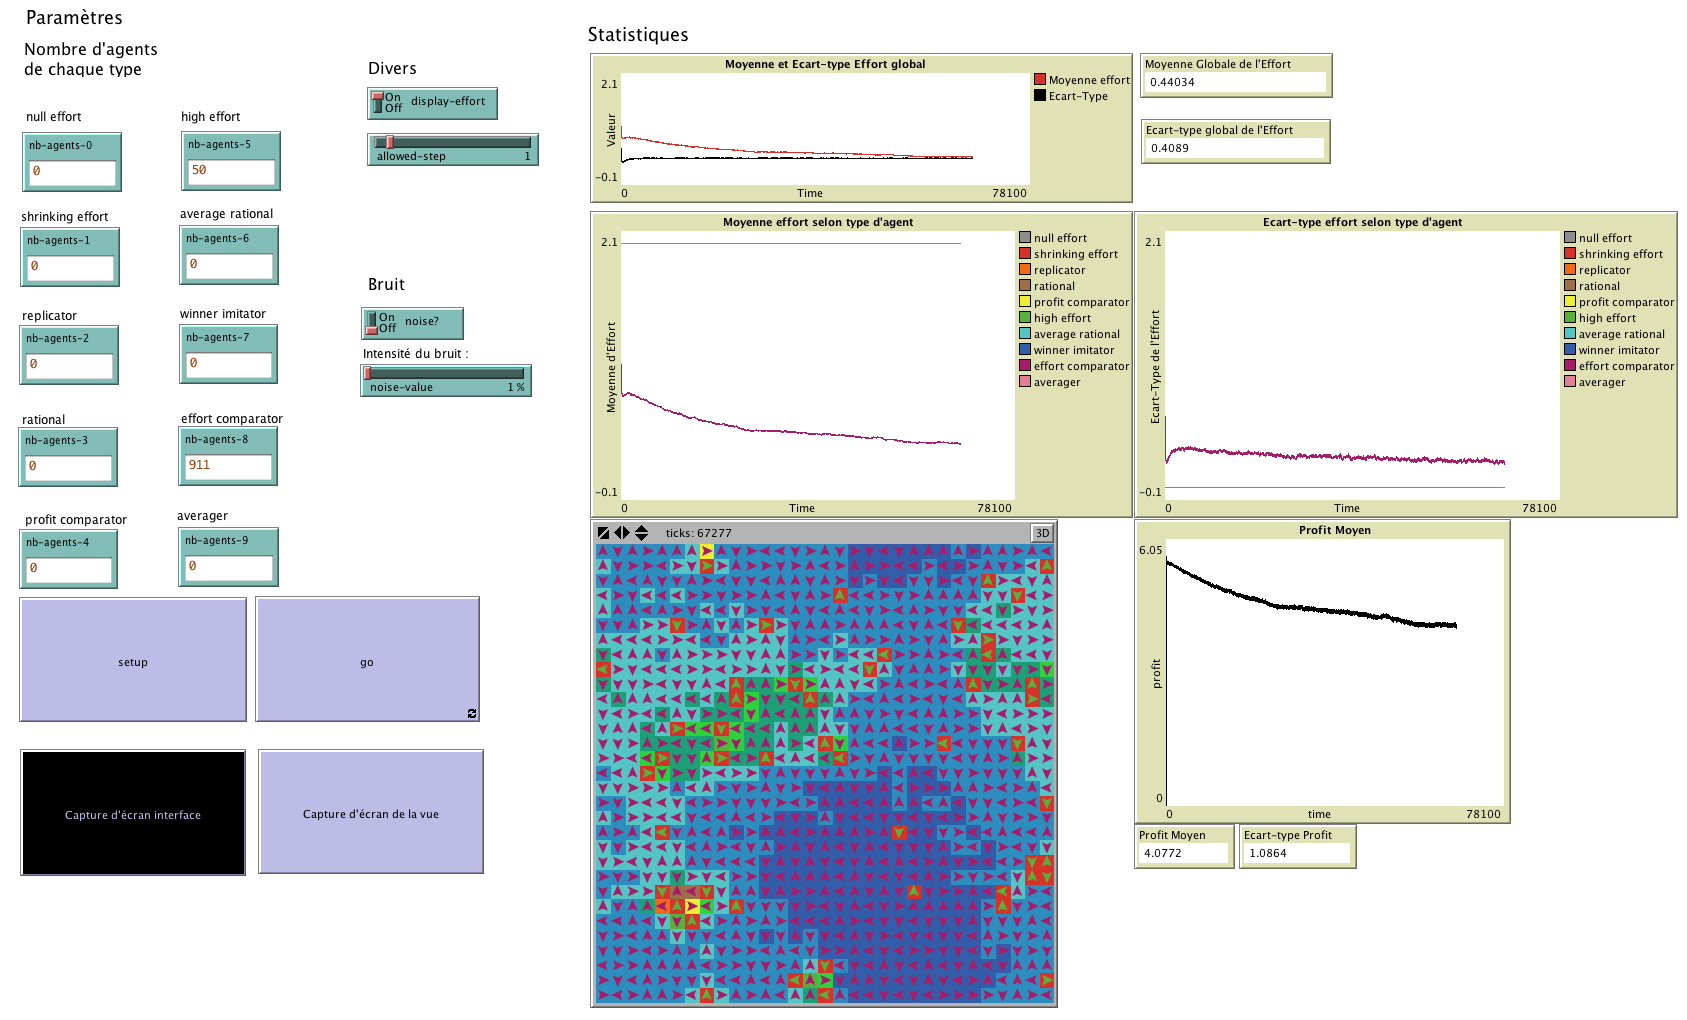 Paramètres
Nombre d'agents
de chaque type
null effort
nb-agents-0
0
high effort
nb-agents-5
50
shrinking effort
nb-agents-1
0
average rational
nb-agents-6
0
replicator
nb-agents-2
0
winner imitator
nb-agents-7
0
rational
nb-agents-3
0
effort comparator
nb-agents-8
911
profit comparator
nb-agents-4
0
averager
nb-agents-9
0
setup
go
Capture d'écran interface
Capture d'écran de la vue
Divers
On
Off
display-effort
allowed-step 1
Bruit
On
Off
noise?
Intensité du bruit :
noise-value 1 %
Statistiques
Moyenne et Ecart-type Effort global
2.1
Valeur
-0.1
0
Time
78100
Moyenne effort
Ecart-Type
Moyenne Globale de l'Effort
0.44034
Ecart-type global de l'Effort
0.4089
Moyenne effort selon type d'agent
2.1
Moyenne d'Effort
-0.1
0
Time
78100
null effort
shrinking effort
replicator
rational
profit comparator
high effort
average rational
winner imitator
effort comparator
averager
Ecart-type effort selon type d'agent
2.1
Ecart-Type de l'Effort
-0.1
0
Time
78100
null effort
shrinking effort
replicator
rational
profit comparator
high effort
average rational
winner imitator
effort comparator
averager
ticks: 67277
3D
Profit Moyen
6.05
profit
0
0
time
78100
Profit Moyen
4.0772
Ecart-type Profit
1.0864